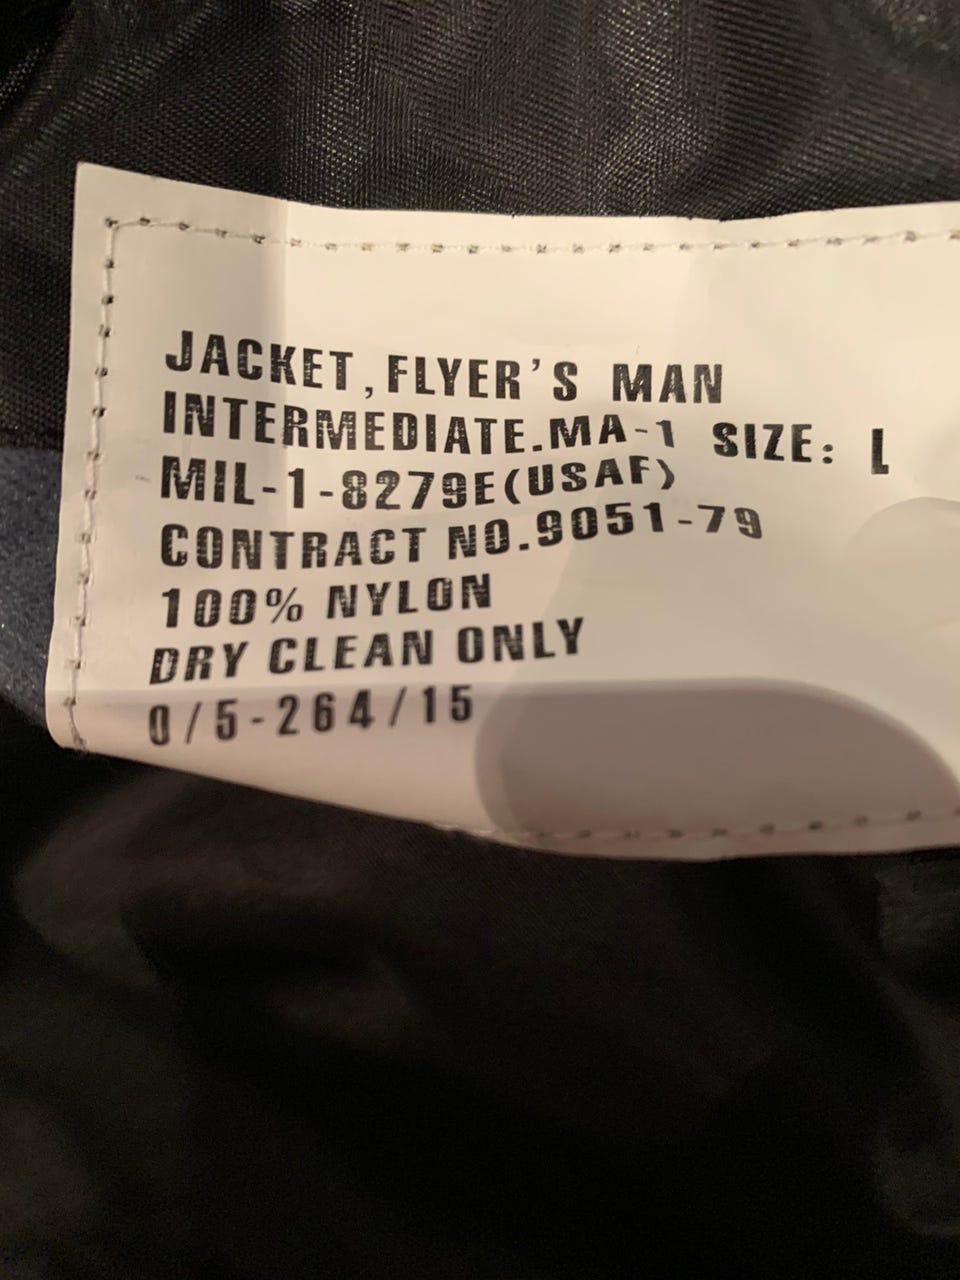 JACKET, FLYER'S MAN
INTERMEDIATE.MA-1 SIZE: L
MIL-1-8279E(USAF)
CONTRACT NO.9051-79
100% NYLON
DRY CLEAN ONLY
0/5-264/15